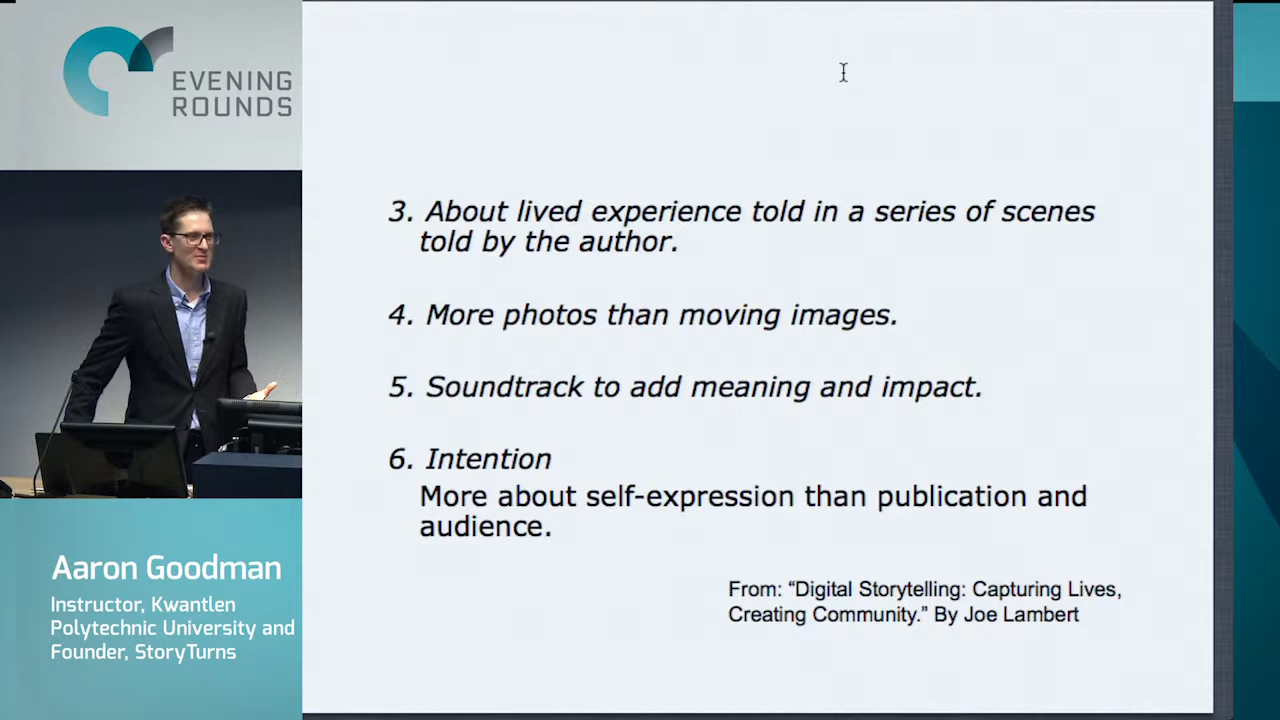 EVENING
ROUNDS
3. About lived experience told in a series of scenes
told by the author.
4. More photos than moving images.
5. Soundtrack to add meaning and impact.
6. Intention
More about self-expression than publication and
audience.
From: “Digital Storytelling: Capturing Lives,
Creating Community.” By Joe Lambert
Aaron Goodman
Instructor, Kwantlen
Polytechnic University and
Founder, StoryTurns